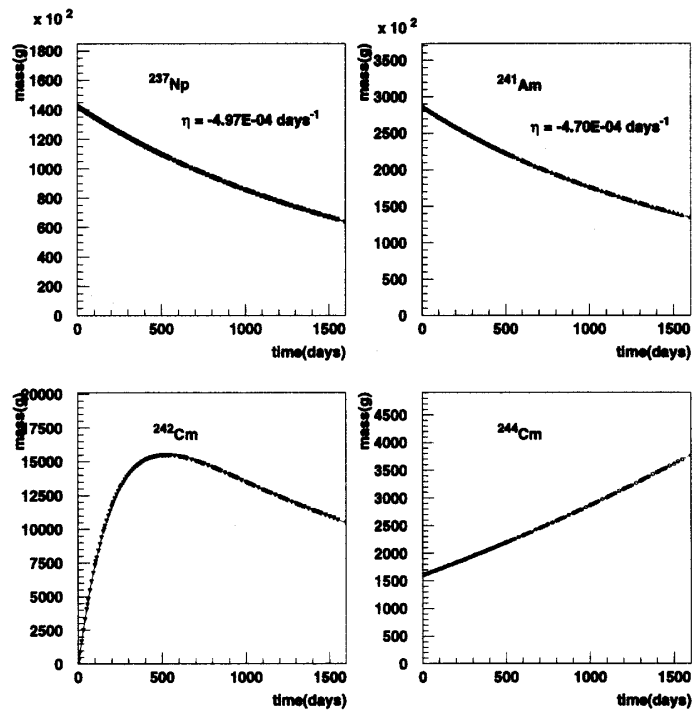 x 10 2
mass(g)
1800
1600
1400
1200
1000
800
600
400
200
0
237Np
η = -4.97E-04 days-1
0 500 1000 1500
time(days)
x 10 2
mass(g)
3500
3000
2500
2000
1500
1000
500
0
241Am
η = -4.70E-04 days-1
0 500 1000 1500
time(days)
20000
mass(g)
17500
15000
12500
10000
7500
5000
2500
0
242Cm
0 500 1000 1500
time(days)
mass(g)
4500
4000
3500
3000
2500
2000
1500
1000
500
0
244Cm
0 500 1000 1500
time(days)